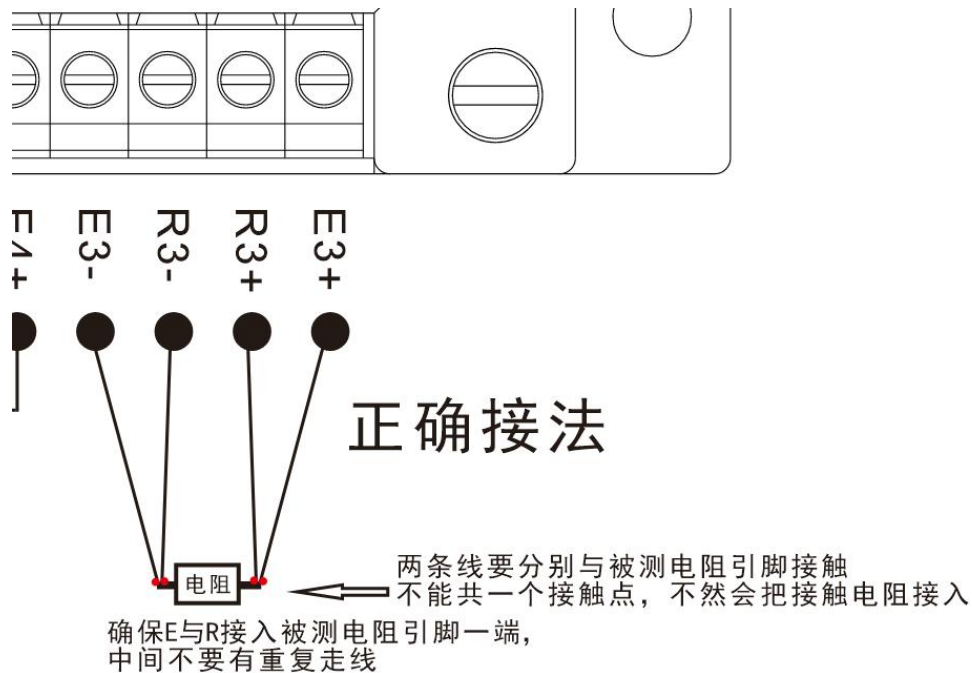 E4+
E3-
R3-
R3+
E3+
正确接法
电阻
两条线要分别与被测电阻引脚接触
不能共一个接触点，不然会把接触电阻接入
确保E与R接入被测电阻引脚一端，
中间不要有重复走线